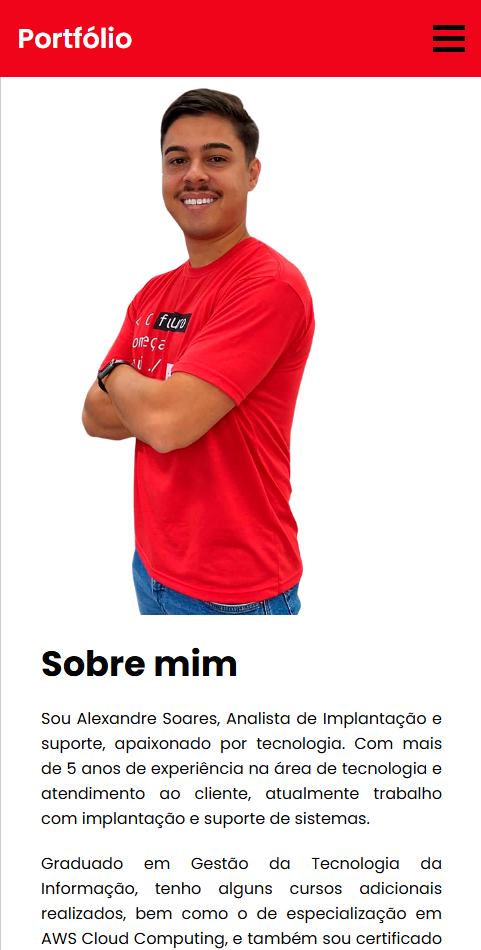 Portfólio
futuro
Sobre mim
Sou Alexandre Soares, Analista de Implantação e
suporte, apaixonado por tecnologia. Com mais
de 5 anos de experiência na área de tecnologia e
atendimento ao cliente, atualmente trabalho
com implantação e suporte de sistemas.
Graduado em Gestão da Tecnologia da
Informação, tenho alguns cursos adicionais
realizados, bem como o de especialização em
AWS Cloud Computing, e também sou certificado